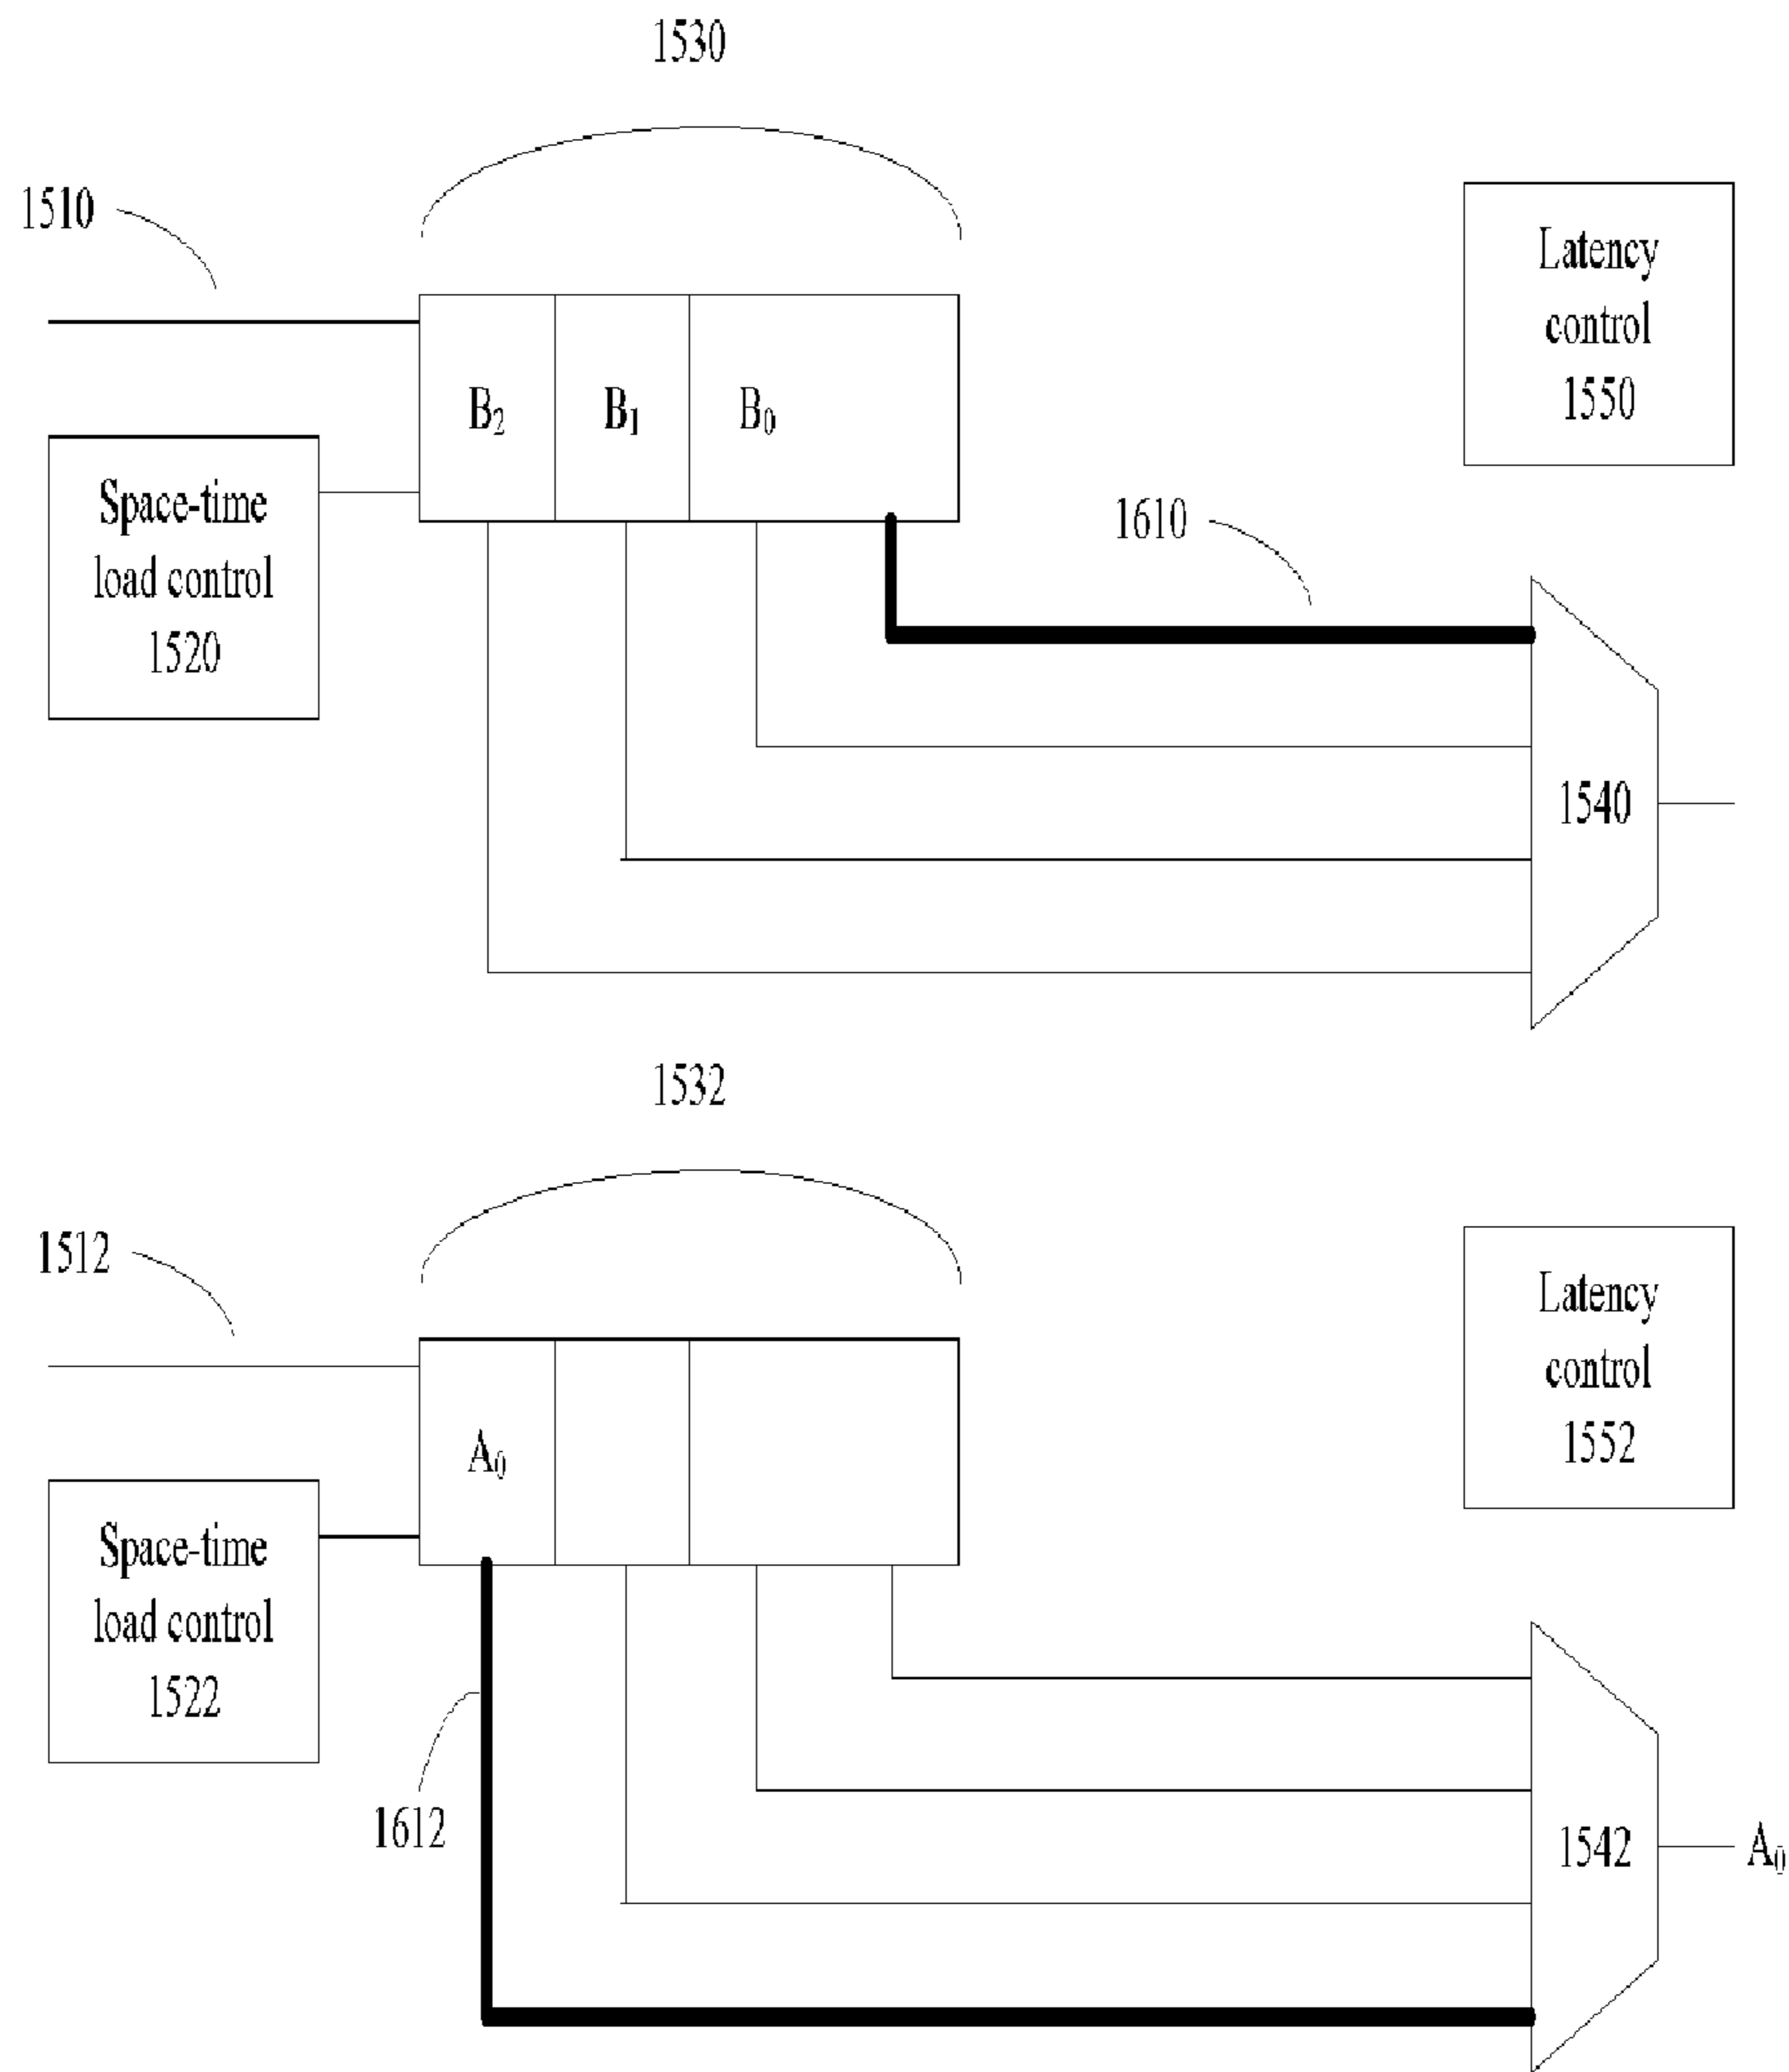 1530
1510
Latency
control
1550
B₂ B₁ B₀
Space-time
load control
1520
1610
1540
1532
1512
Latency
control
1552
A₀
Space-time
load control
1522
1612
1542
A₀